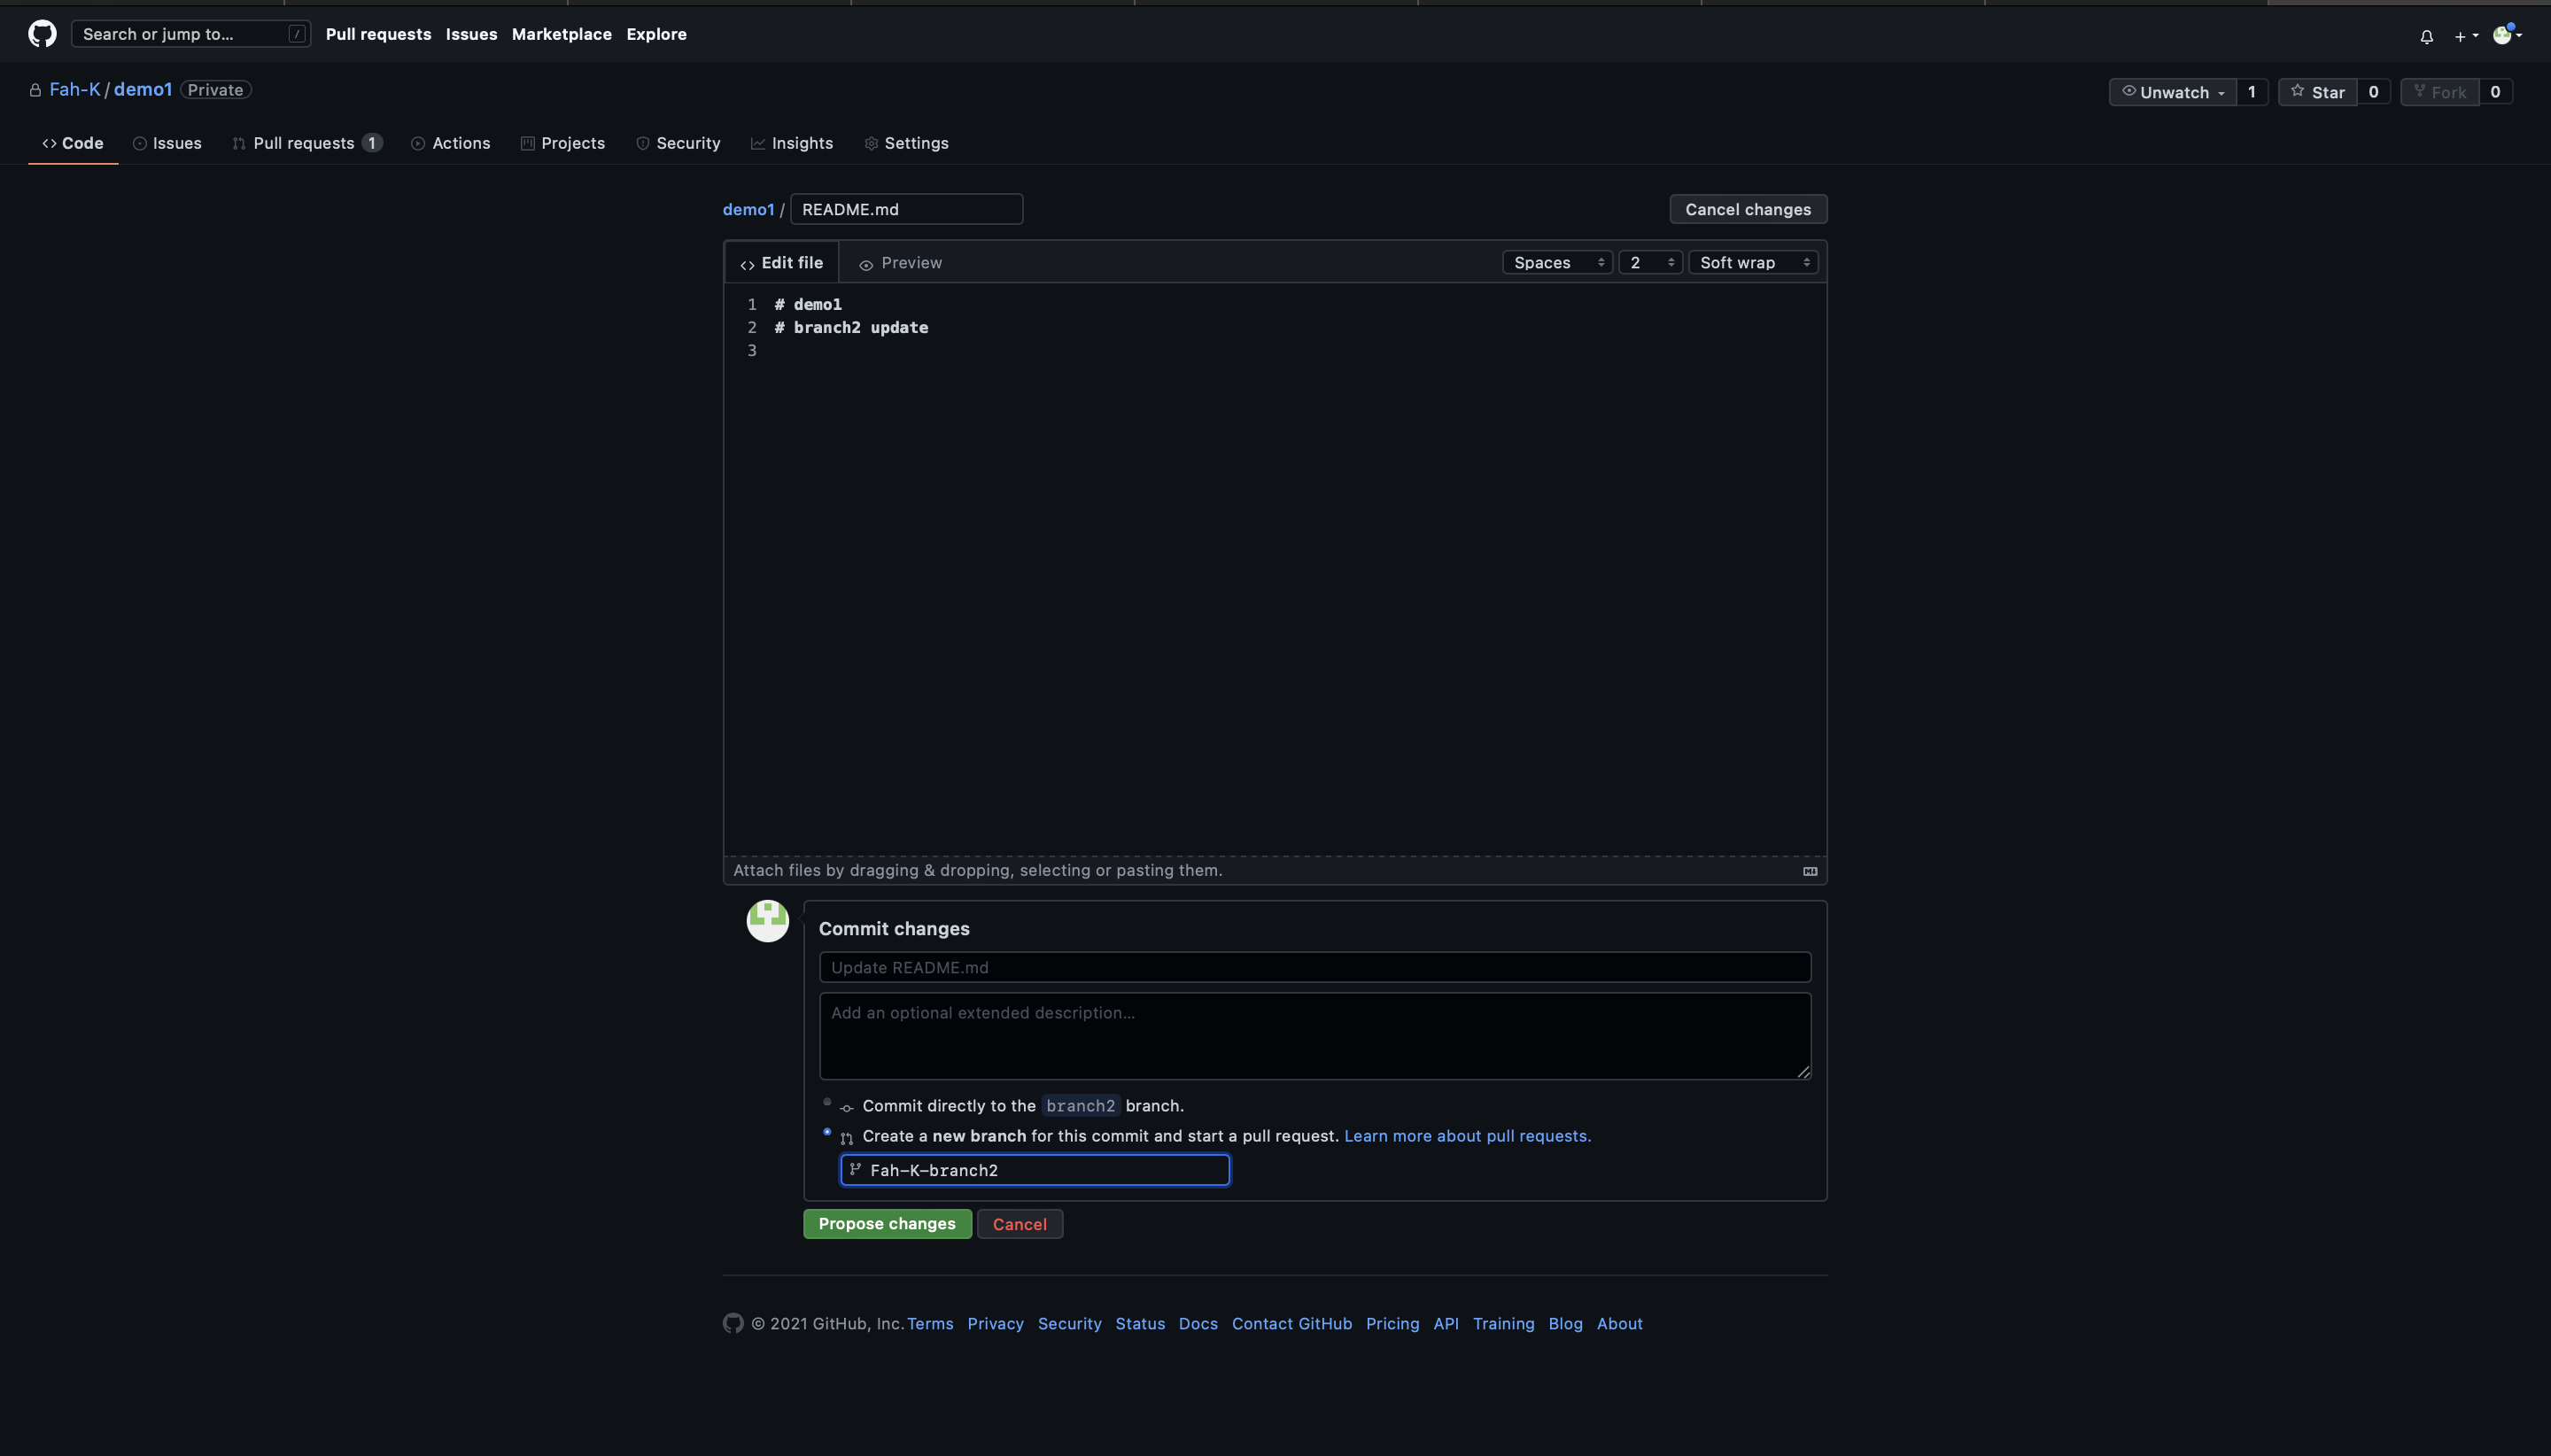 Search or jump to... / Pull requests Issues Marketplace Explore
Fah-K / demo1 Private Unwatch 1 Star 0 Fork 0
Code Issues Pull requests 1 Actions Projects Security Insights Settings
demo1 / README.md Cancel changes
Edit file Preview Spaces 2 Soft wrap
1 # demo1
2 # branch2 update
3
Attach files by dragging & dropping, selecting or pasting them.
Commit changes
Update README.md
Add an optional extended description...
Commit directly to the branch2 branch.
Create a new branch for this commit and start a pull request. Learn more about pull requests.
Fah-K-branch2
Propose changes Cancel
© 2021 GitHub, Inc. Terms Privacy Security Status Docs Contact GitHub Pricing API Training Blog About